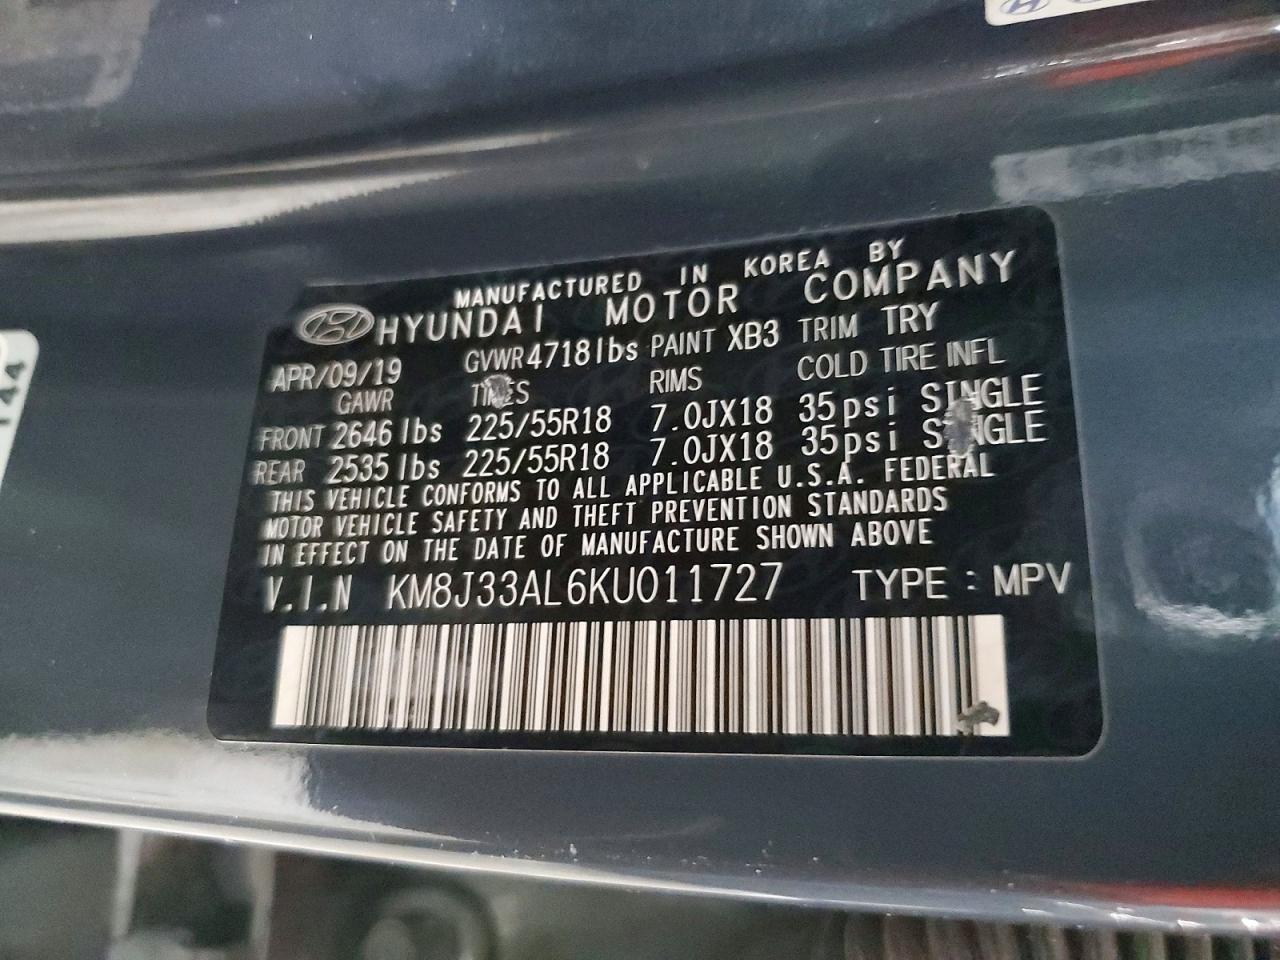 MANUFACTURED IN KOREA BY
HYUNDAI MOTOR COMPANY
APR/09/19 GVWR 4718 lbs PAINT XB3 TRIM TRY
GAWR TIRES RIMS COLD TIRE INFL
FRONT 2646 lbs 225/55R18 7.0JX18 35psi SINGLE
REAR 2535 lbs 225/55R18 7.0JX18 35psi SINGLE
THIS VEHICLE CONFORMS TO ALL APPLICABLE U.S.A. FEDERAL
MOTOR VEHICLE SAFETY AND THEFT PREVENTION STANDARDS
IN EFFECT ON THE DATE OF MANUFACTURE SHOWN ABOVE
V.I.N KM8J33AL6KU011727 TYPE : MPV
144